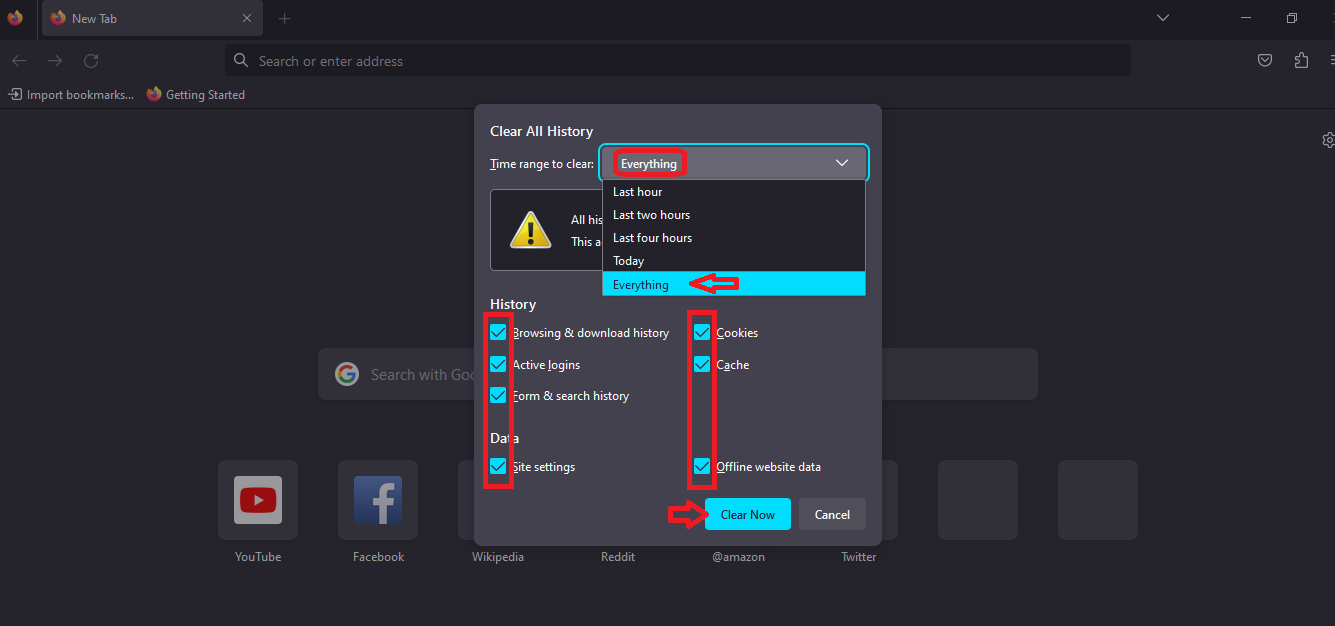 New Tab
Search or enter address
Import bookmarks...
Getting Started
Clear All History
Time range to clear: Everything
Last hour
Last two hours
Last four hours
Today
Everything
All his
This a
History
Browsing & download history
Cookies
Active logins
Cache
Form & search history
Search with Goo
Data
Site settings
Offline website data
Clear Now
Cancel
YouTube
Facebook
Wikipedia
Reddit
@amazon
Twitter